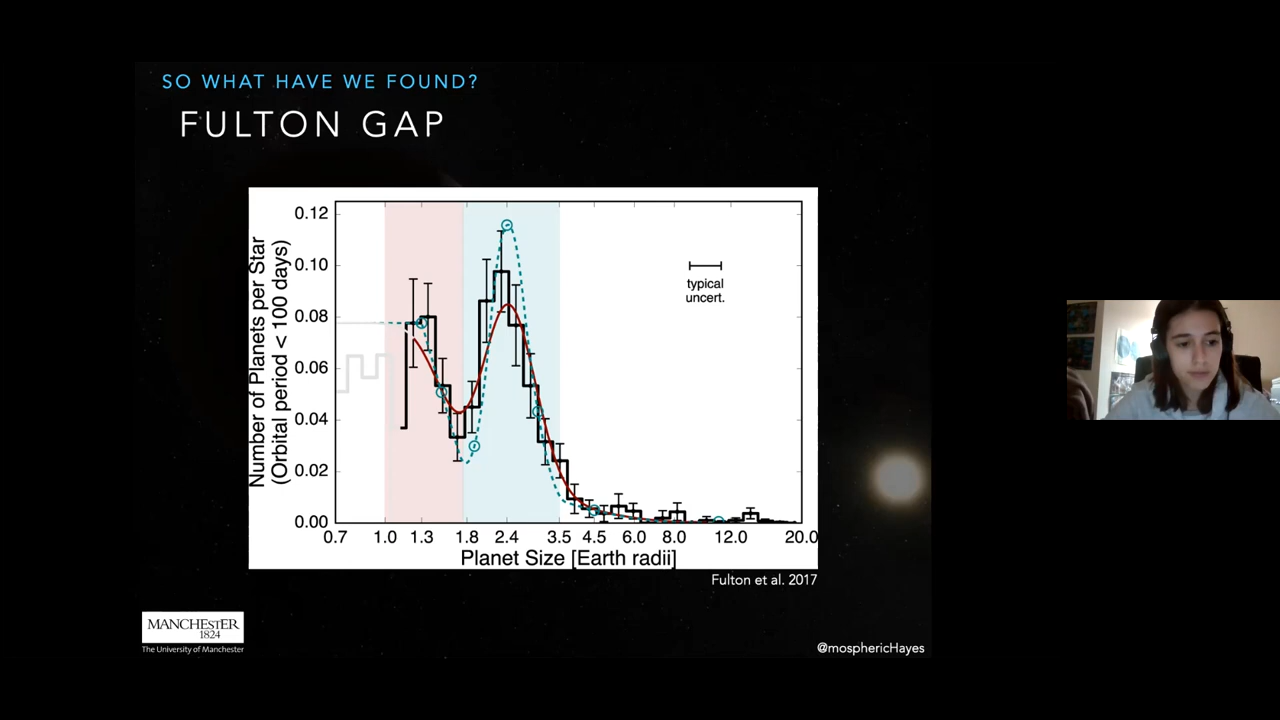 SO WHAT HAVE WE FOUND?
FULTON GAP
Number of Planets per Star
(Orbital period < 100 days)
0.12
0.10
0.08
0.06
0.04
0.02
0.00
typical
uncert.
0.7 1.0 1.3 1.8 2.4 3.5 4.5 6.0 8.0 12.0 20.0
Planet Size [Earth radii]
Fulton et al. 2017
MANCHESTER
1824
The University of Manchester
@mosphericHayes